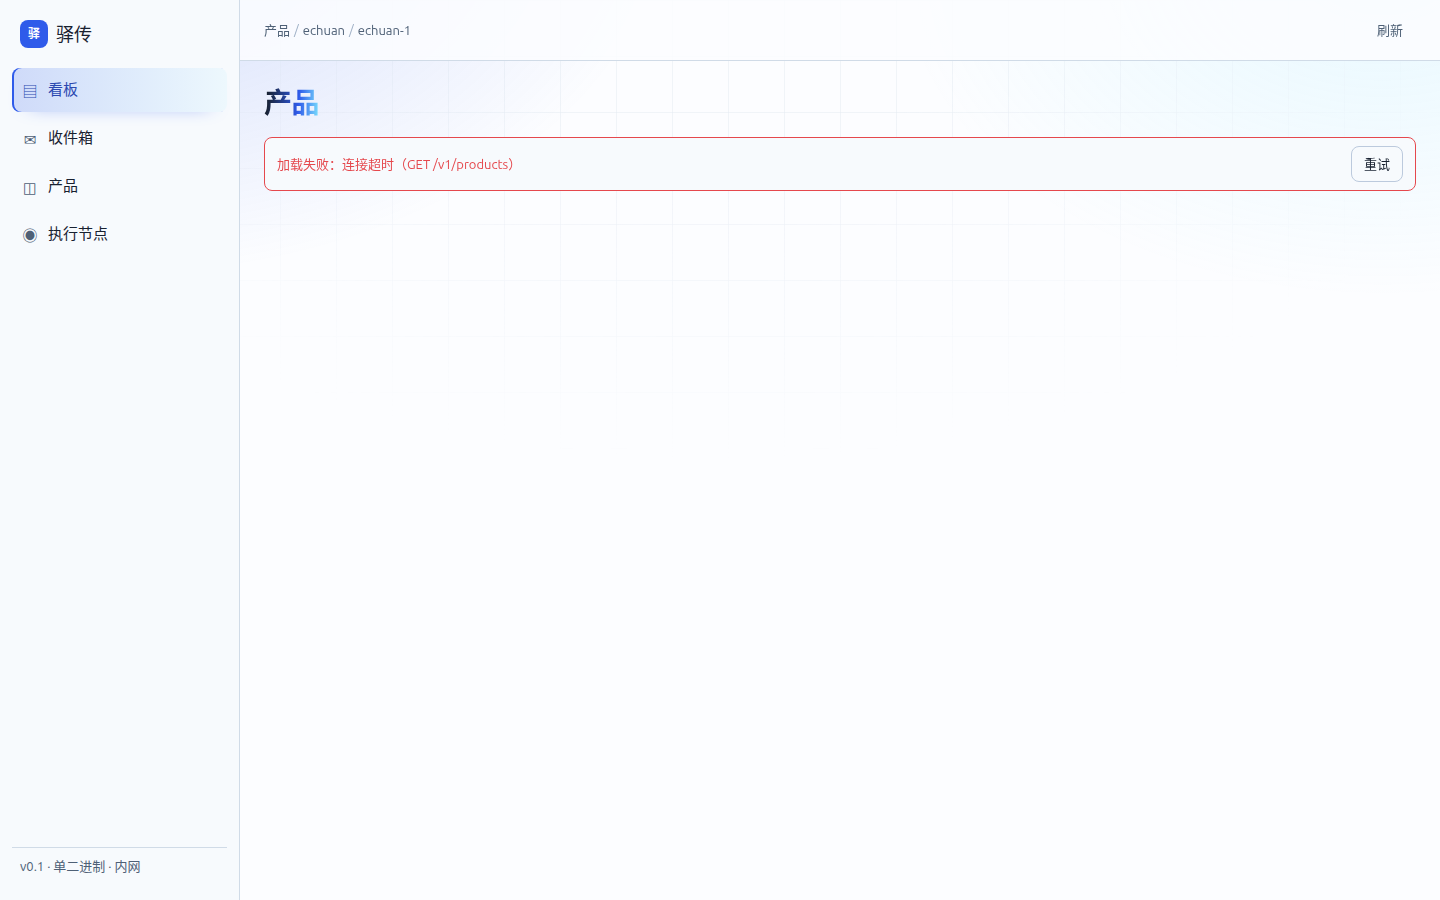 驿 驿传
产品 / echuan / echuan-1
刷新
看板
收件箱
产品
执行节点
产品
加载失败：连接超时（GET /v1/products）
重试
v0.1 · 单二进制 · 内网